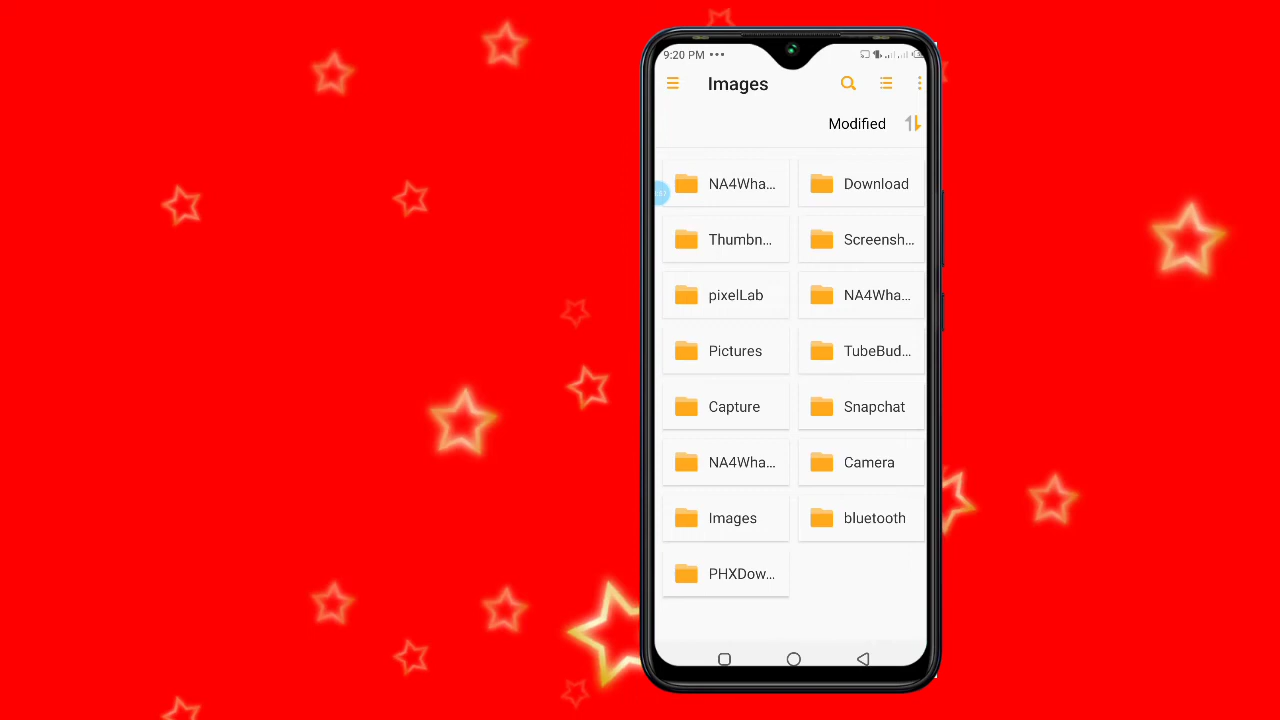 9:20 PM •••
Images
Modified
NA4Wha...
Download
Thumbn...
Screensh...
pixelLab
NA4Wha...
Pictures
TubeBud...
Capture
Snapchat
NA4Wha...
Camera
Images
bluetooth
PHXDow...